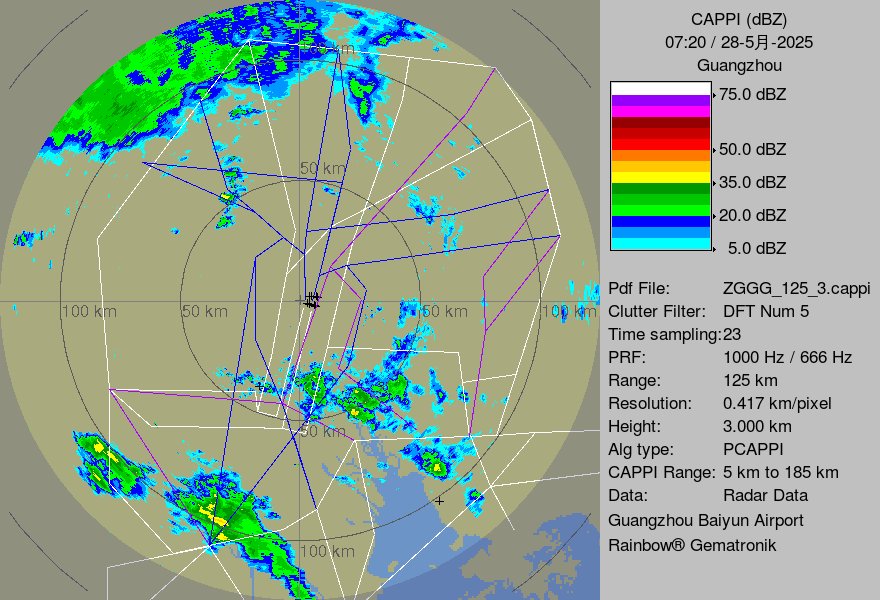 CAPPI (dBZ)
07:20 / 28-5月-2025
Guangzhou
75.0 dBZ
50.0 dBZ
35.0 dBZ
20.0 dBZ
5.0 dBZ
Pdf File: ZGGG_125_3.cappi
Clutter Filter: DFT Num 5
Time sampling:23
PRF: 1000 Hz / 666 Hz
Range: 125 km
Resolution: 0.417 km/pixel
Height: 3.000 km
Alg type: PCAPPI
CAPPI Range: 5 km to 185 km
Data: Radar Data
Guangzhou Baiyun Airport
Rainbow® Gematronik
50 km
100 km
50 km
50 km
100 km
50 km
100 km